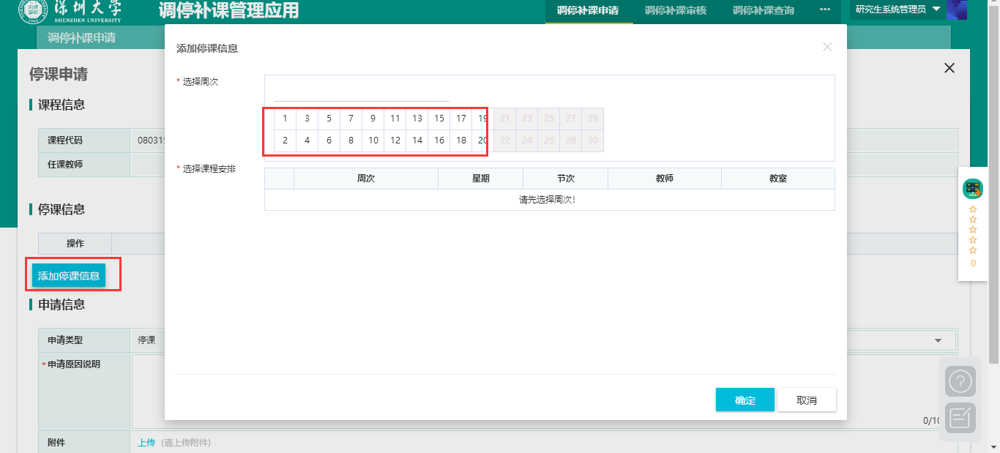 深圳大学
SHENZHEN UNIVERSITY
调停补课管理应用
调停补课申请 调停补课审核 调停补课查询 ···
研究生系统管理员
调停补课申请
停课申请
课程信息
课程代码 08031
任课教师
停课信息
操作
添加停课信息
申请信息
申请类型 停课
* 申请原因说明
0/10
附件 上传 (请上传附件)
添加停课信息
* 选择周次
1 3 5 7 9 11 13 15 17 19 21 23 25 27 29
2 4 6 8 10 12 14 16 18 20 22 24 26 28 30
* 选择课程安排
周次 星期 节次 教师 教室
请先选择周次!
确定 取消
0